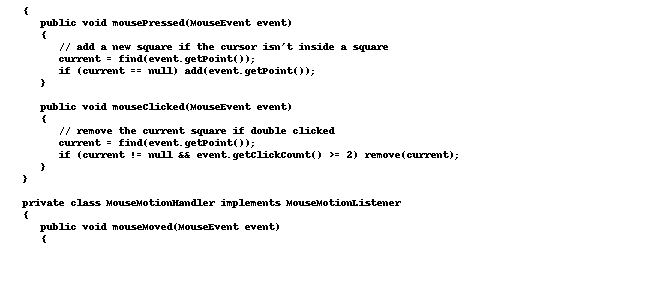 {
   public void mousePressed(MouseEvent event)
   {
      // add a new square if the cursor isn't inside a square
      current = find(event.getPoint());
      if (current == null) add(event.getPoint());
   }

   public void mouseClicked(MouseEvent event)
   {
      // remove the current square if double clicked
      current = find(event.getPoint());
      if (current != null && event.getClickCount() >= 2) remove(current);
   }
}

private class MouseMotionHandler implements MouseMotionListener
{
   public void mouseMoved(MouseEvent event)
   {